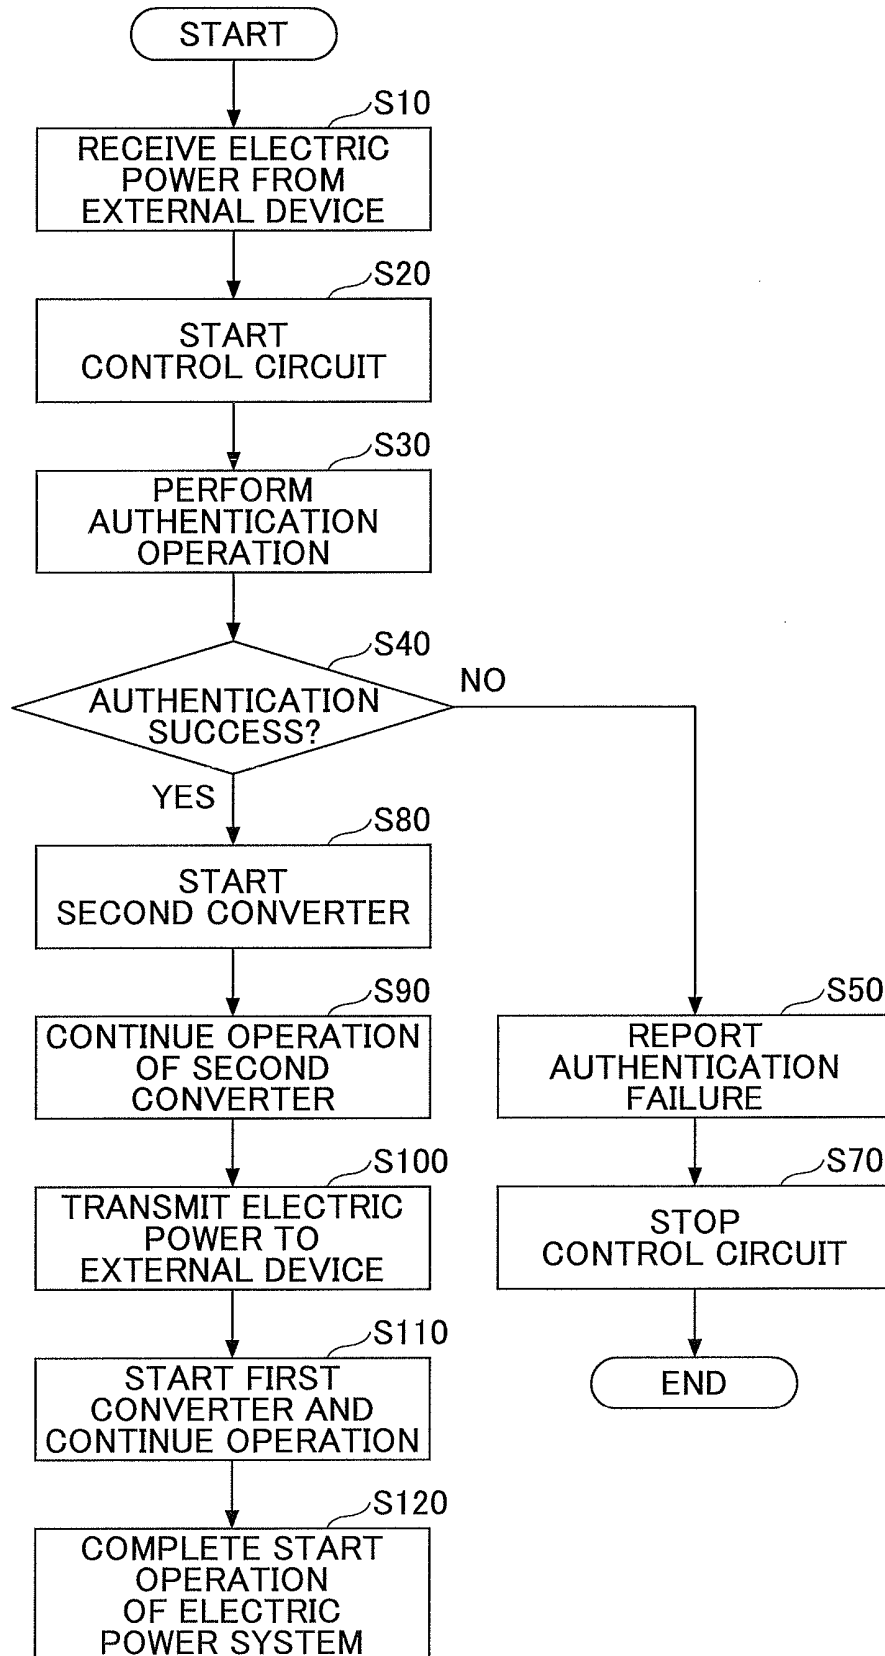 START
S10
RECEIVE ELECTRIC
POWER FROM
EXTERNAL DEVICE
S20
START
CONTROL CIRCUIT
S30
PERFORM
AUTHENTICATION
OPERATION
S40
AUTHENTICATION
SUCCESS?
NO
YES
S80
START
SECOND CONVERTER
S90
CONTINUE OPERATION
OF SECOND
CONVERTER
S100
TRANSMIT ELECTRIC
POWER TO
EXTERNAL DEVICE
S110
START FIRST
CONVERTER AND
CONTINUE OPERATION
S120
COMPLETE START
OPERATION
OF ELECTRIC
POWER SYSTEM
S50
REPORT
AUTHENTICATION
FAILURE
S70
STOP
CONTROL CIRCUIT
END